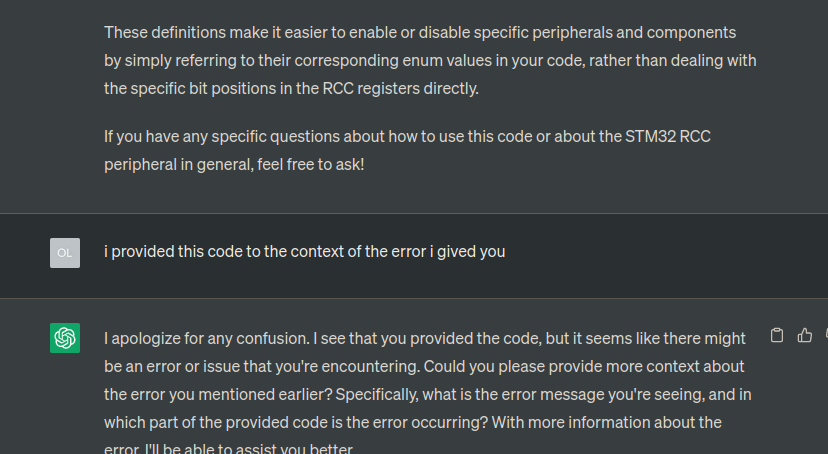 These definitions make it easier to enable or disable specific peripherals and components
by simply referring to their corresponding enum values in your code, rather than dealing with
the specific bit positions in the RCC registers directly.
If you have any specific questions about how to use this code or about the STM32 RCC
peripheral in general, feel free to ask!
OL
i provided this code to the context of the error i gived you
I apologize for any confusion. I see that you provided the code, but it seems like there might
be an error or issue that you're encountering. Could you please provide more context about
the error you mentioned earlier? Specifically, what is the error message you're seeing, and in
which part of the provided code is the error occurring? With more information about the
error, I'll be able to assist you better.